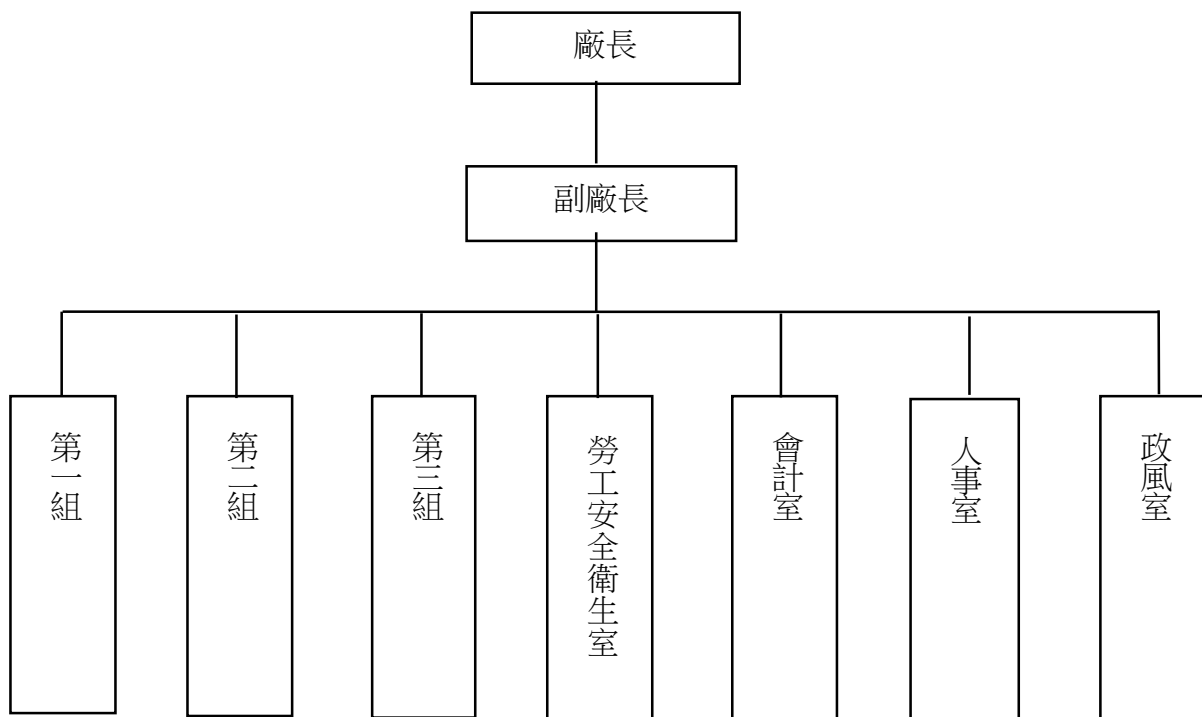 廠長
副廠長
第一組
第二組
第三組
勞工安全衛生室
會計室
人事室
政風室